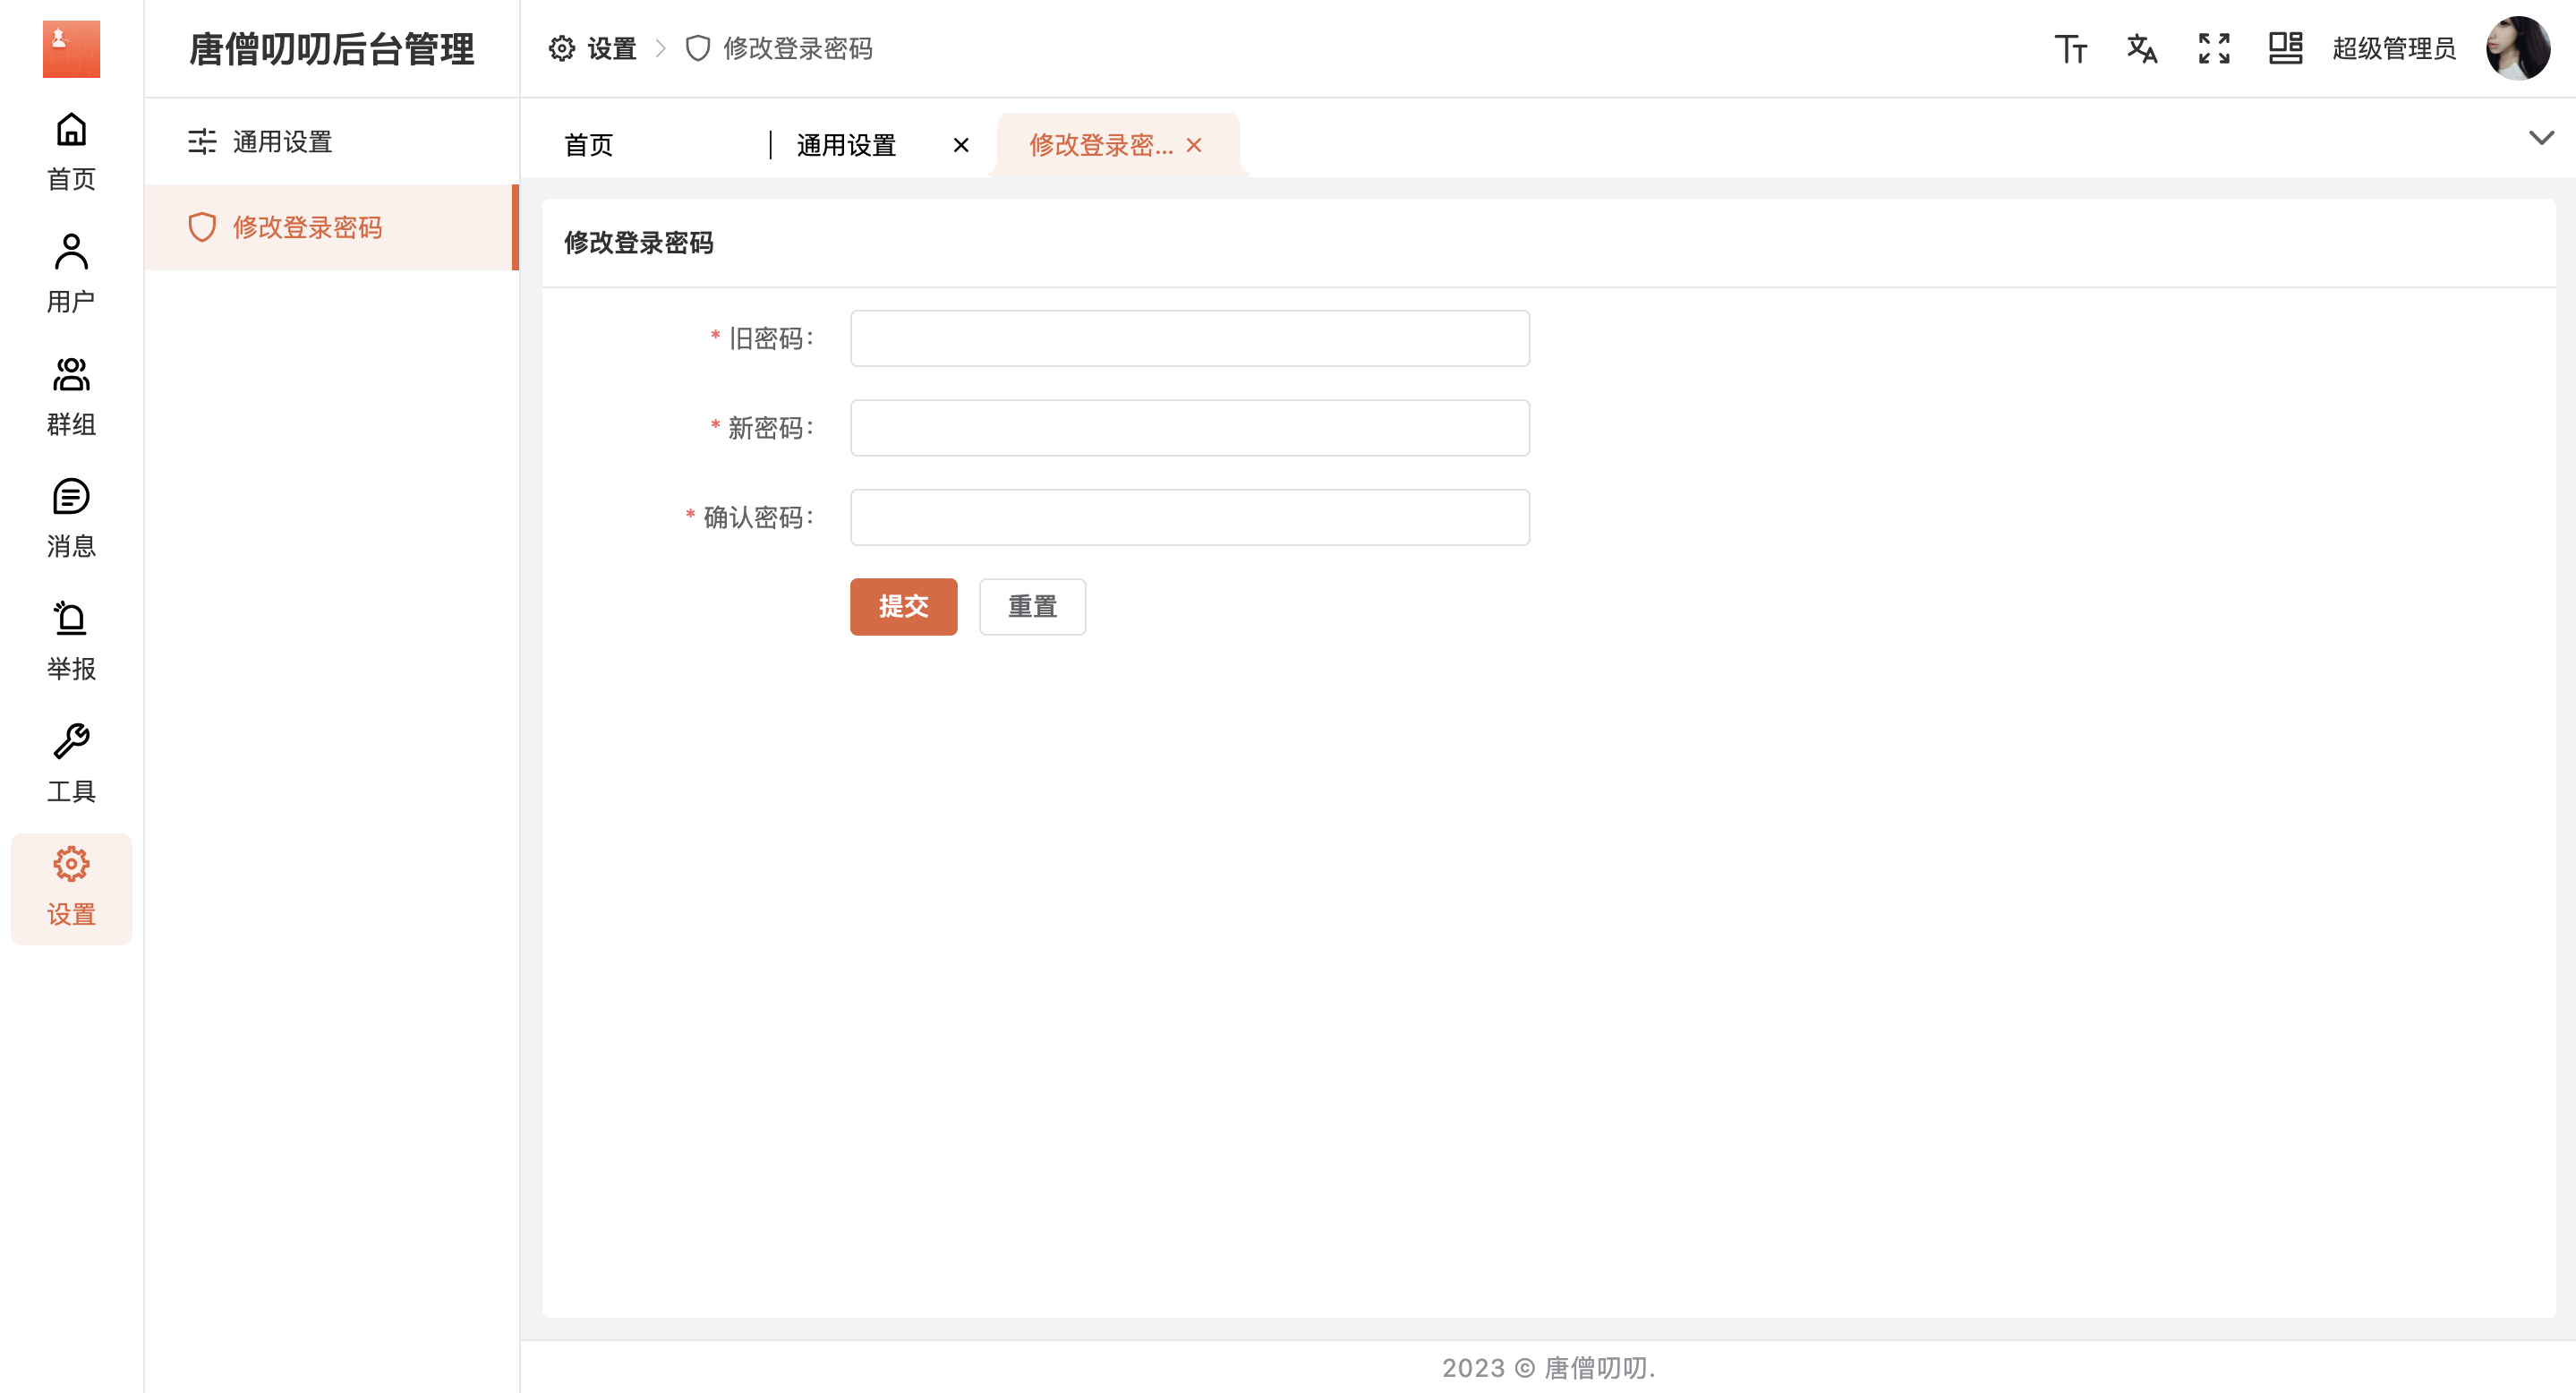 唐僧叨叨后台管理
设置
修改登录密码
超级管理员
首页
用户
群组
消息
举报
工具
设置
通用设置
修改登录密码
首页
通用设置
修改登录密...
修改登录密码
* 旧密码：
* 新密码：
* 确认密码：
提交
重置
2023 © 唐僧叨叨.